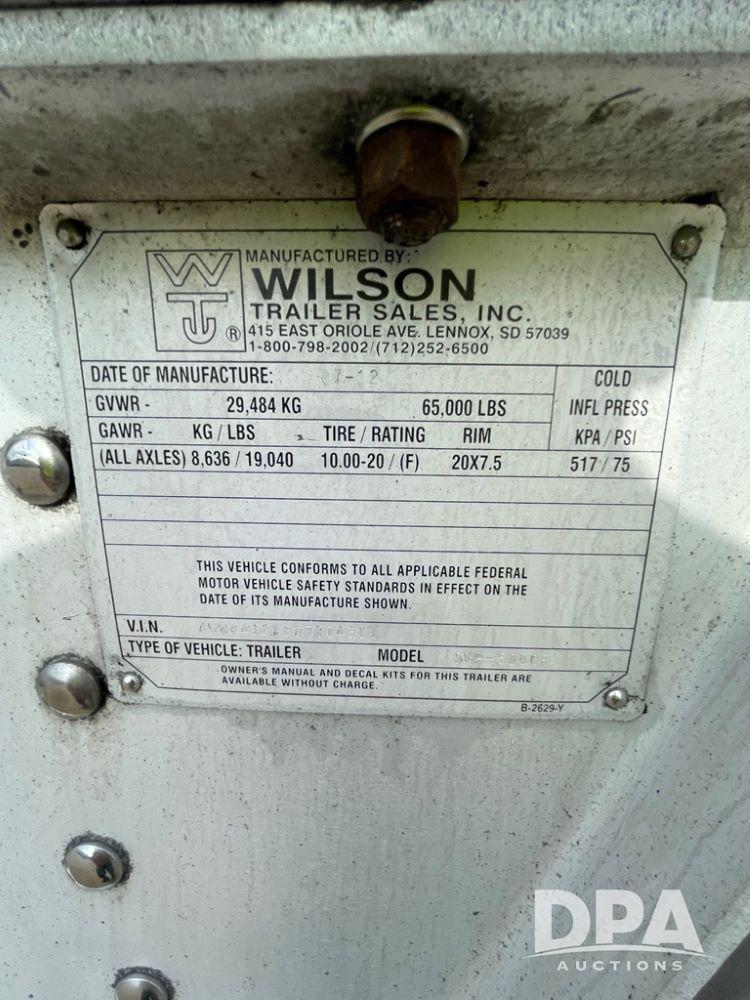 WT
®
MANUFACTURED BY:
WILSON
TRAILER SALES, INC.
415 EAST ORIOLE AVE. LENNOX, SD 57039
1-800-798-2002/(712)252-6500
DATE OF MANUFACTURE: 07-12
COLD
INFL PRESS
KPA / PSI
GVWR - 29,484 KG 65,000 LBS
GAWR - KG / LBS TIRE / RATING RIM
(ALL AXLES) 8,636 / 19,040 10.00-20 / (F) 20X7.5 517 / 75
THIS VEHICLE CONFORMS TO ALL APPLICABLE FEDERAL
MOTOR VEHICLE SAFETY STANDARDS IN EFFECT ON THE
DATE OF ITS MANUFACTURE SHOWN.
V.I.N.
TYPE OF VEHICLE: TRAILER MODEL
OWNER'S MANUAL AND DECAL KITS FOR THIS TRAILER ARE
AVAILABLE WITHOUT CHARGE.
B-2629-Y
DPA
AUCTIONS